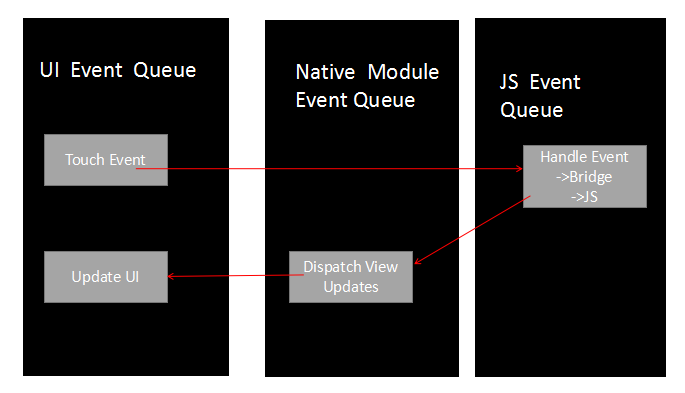 UI Event Queue
Touch Event
Update UI
Native Module
Event Queue
Dispatch View
Updates
JS Event
Queue
Handle Event
->Bridge
->JS